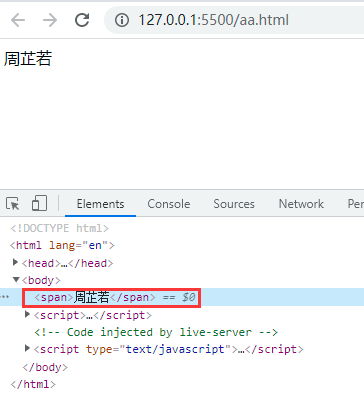 127.0.0.1:5500/aa.html
周芷若
Elements Console Sources Network Perfor
<!DOCTYPE html>
<html lang="en">
<head>…</head>
<body>
<span>周芷若</span> == $0
<script>…</script>
<!-- Code injected by live-server -->
<script type="text/javascript">…</script>
</body>
</html>